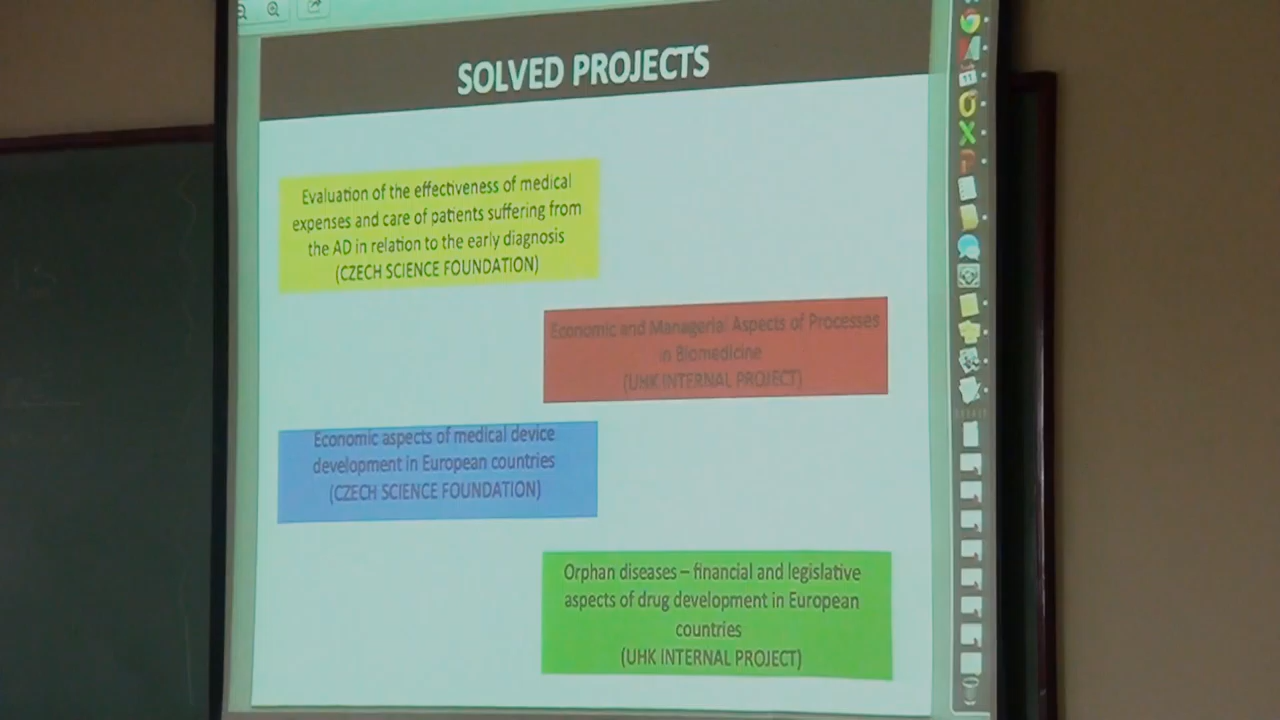 SOLVED PROJECTS
Evaluation of the effectiveness of medical
expenses and care of patients suffering from
the AD in relation to the early diagnosis
(CZECH SCIENCE FOUNDATION)
Economic and Managerial Aspects of Processes
in Biomedicine
(UHK INTERNAL PROJECT)
Economic aspects of medical device
development in European countries
(CZECH SCIENCE FOUNDATION)
Orphan diseases – financial and legislative
aspects of drug development in European
countries
(UHK INTERNAL PROJECT)